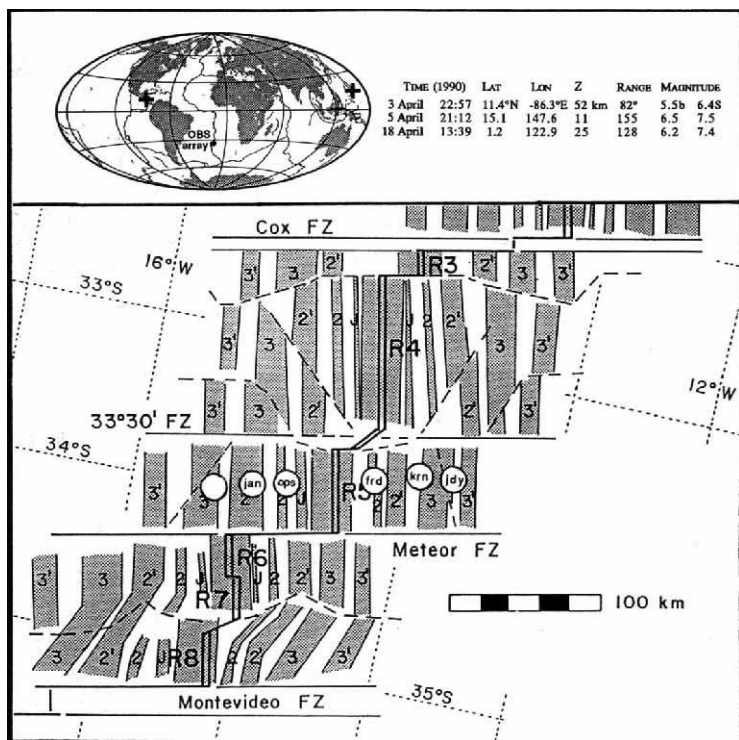 TIME (1990) LAT LON Z RANGE MAGNITUDE
3 April 22:57 11.4°N -86.3°E 52 km 82° 5.5b 6.4S
5 April 21:12 15.1 147.6 11 155 6.5 7.5
18 April 13:39 1.2 122.9 25 128 6.2 7.4
OBS
array
Cox FZ
16°W
33°S
3' 3 2' R3 2' 3 3'
3' 3 2' 2 J R4 J 2 2' 3 3'
12°W
3' 3 2' 2' 3 3'
33°30' FZ
34°S
3' 3 jan 2' ops 2 J R5 frd 2 2' krn 3 jdy 3'
Meteor FZ
3' 3 2' 2 J R6 J 2 2' 3 3'
R7
100 km
3 2' 2 J R8 2 2' 3 3'
Montevideo FZ
35°S